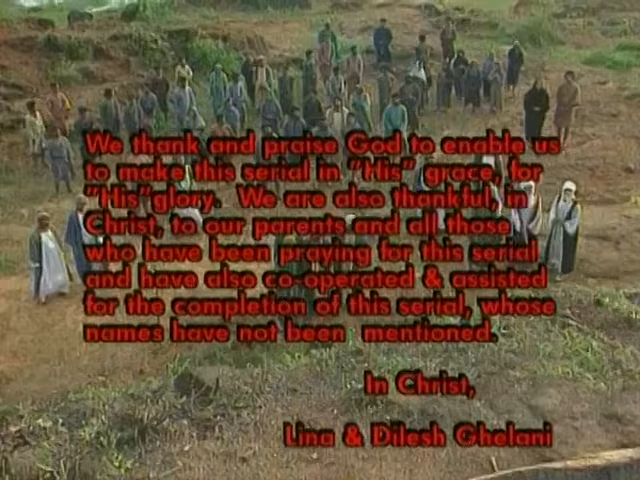 We thank and praise God to enable us
to make this serial in "His" grace, for
"His"glory. We are also thankful, in
Christ, to our parents and all those
who have been praying for this serial
and have also co-operated & assisted
for the completion of this serial, whose
names have not been mentioned.
In Christ,
Lina & Dilesh Ghelani